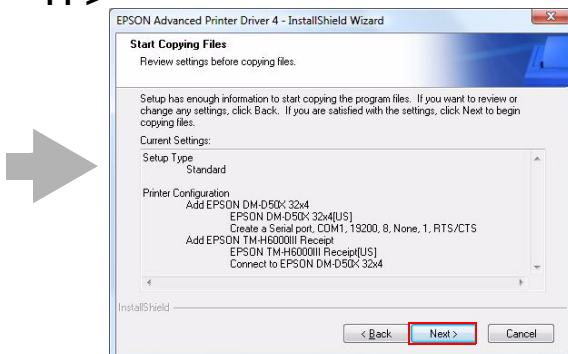 EPSON Advanced Printer Driver 4 - InstallShield Wizard
Start Copying Files
Review settings before copying files.
Setup has enough information to start copying the program files. If you want to review or
change any settings, click Back. If you are satisfied with the settings, click Next to begin
copying files.
Current Settings:
Setup Type
Standard
Printer Configuration
Add EPSON DM-D50X 32x4
EPSON DM-D50X 32x4[US]
Create a Serial port, COM1, 19200, 8, None, 1, RTS/CTS
Add EPSON TM-H6000III Receipt
EPSON TM-H6000III Receipt[US]
Connect to EPSON DM-D50X 32x4
InstallShield
< Back
Next >
Cancel